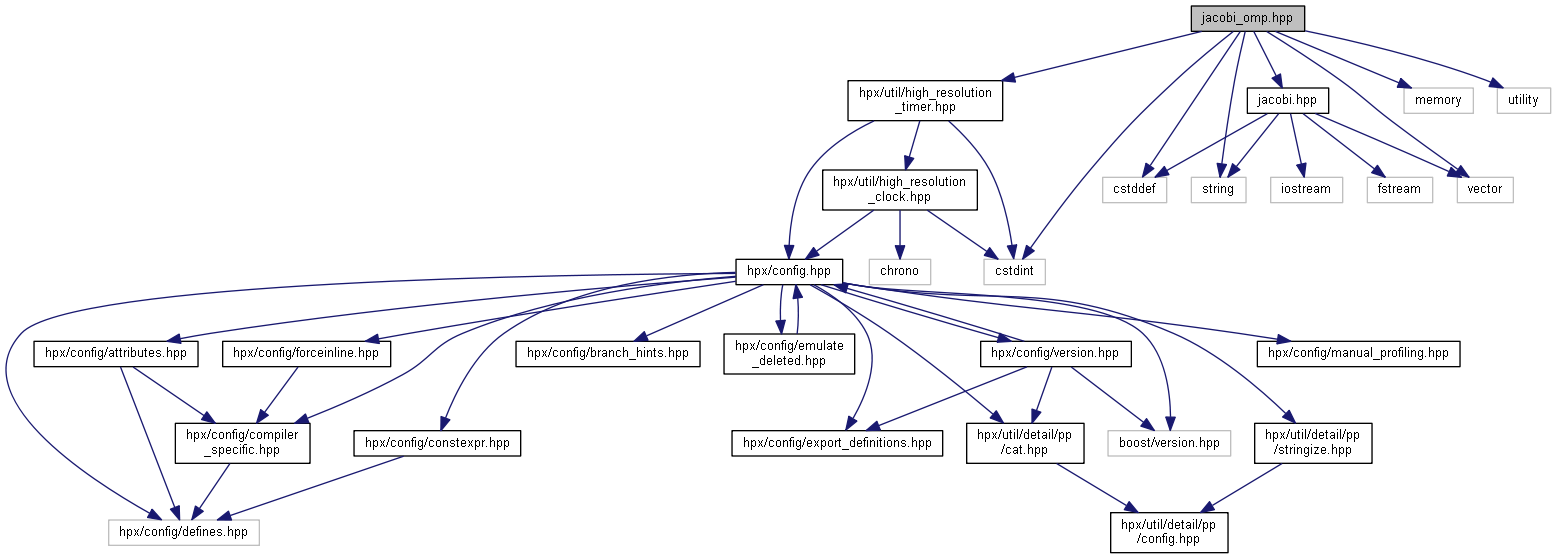 jacobi_omp.hpp
hpx/util/high_resolution
_timer.hpp
jacobi.hpp
memory
utility
hpx/util/high_resolution
_clock.hpp
cstddef
string
iostream
fstream
vector
hpx/config.hpp
chrono
cstdint
hpx/config/attributes.hpp
hpx/config/forceinline.hpp
hpx/config/branch_hints.hpp
hpx/config/emulate
_deleted.hpp
hpx/config/version.hpp
hpx/config/manual_profiling.hpp
hpx/config/compiler
_specific.hpp
hpx/config/constexpr.hpp
hpx/config/export_definitions.hpp
hpx/util/detail/pp
/cat.hpp
boost/version.hpp
hpx/util/detail/pp
/stringize.hpp
hpx/config/defines.hpp
hpx/util/detail/pp
/config.hpp